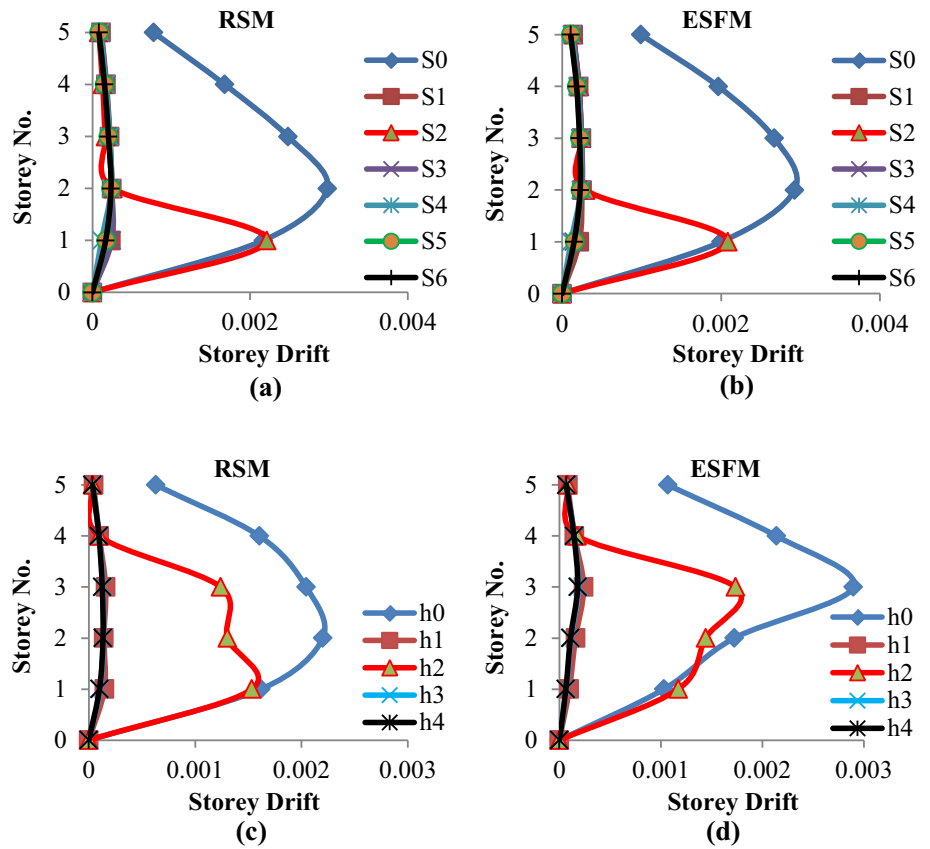 RSM
5
4
3
2
1
0
Storey No.
0
0.002
0.004
Storey Drift
S0
S1
S2
S3
S4
S5
S6
(a)
ESFM
5
4
3
2
1
0
Storey No.
0
0.002
0.004
Storey Drift
S0
S1
S2
S3
S4
S5
S6
(b)
RSM
5
4
3
2
1
0
Storey No.
0
0.001
0.002
0.003
Storey Drift
h0
h1
h2
h3
h4
(c)
ESFM
5
4
3
2
1
0
Storey No.
0
0.001
0.002
0.003
Storey Drift
h0
h1
h2
h3
h4
(d)